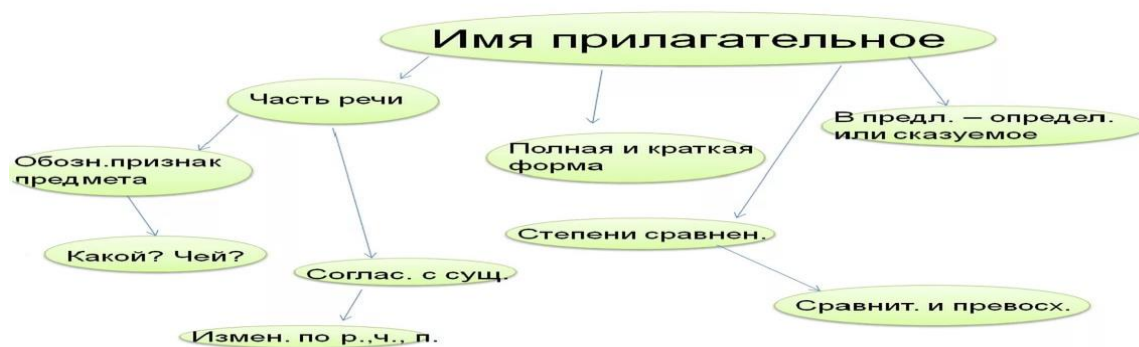 Имя прилагательное
Часть речи
В предл. – определ.
или сказуемое
Обозн.признак
предмета
Полная и краткая
форма
Какой? Чей?
Степени сравнен.
Соглас. с сущ.
Сравнит. и превосх.
Измен. по р.,ч., п.